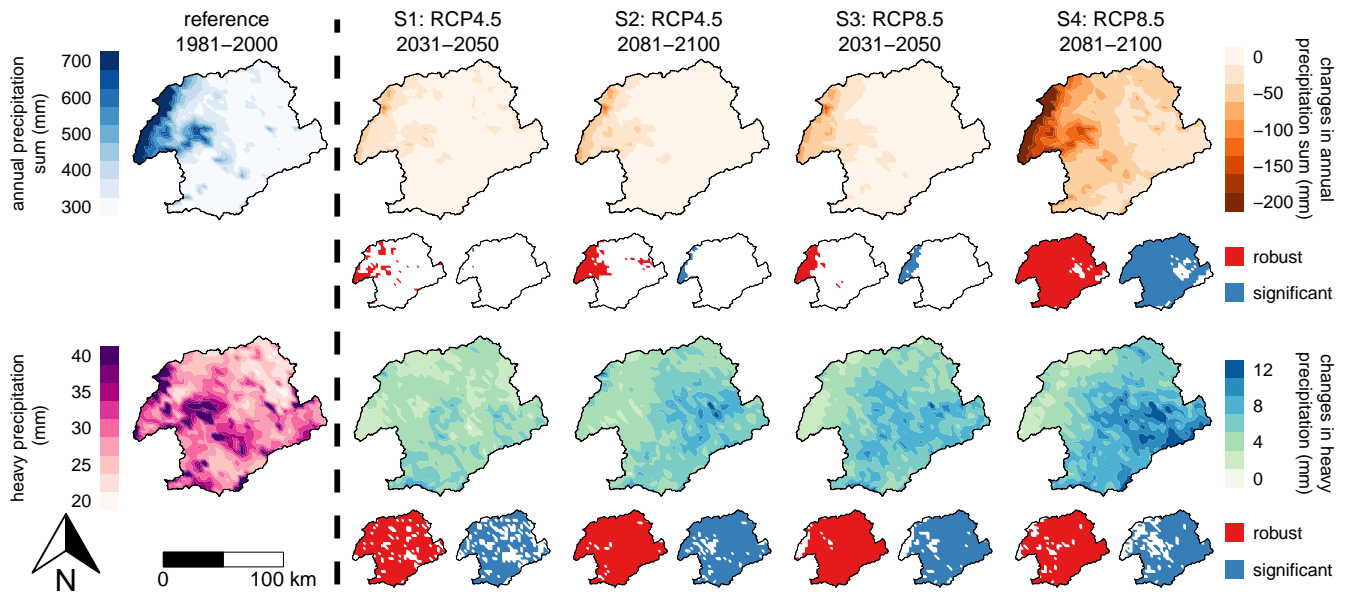 reference
1981−2000
S1: RCP4.5
2031−2050
S2: RCP4.5
2081−2100
S3: RCP8.5
2031−2050
S4: RCP8.5
2081−2100
annual precipitation
sum (mm)
700
600
500
400
300
0
−50
−100
−150
−200
changes in annual
precipitation sum (mm)
robust
significant
heavy precipitation
(mm)
40
35
30
25
20
12
8
4
0
changes in heavy
precipitation (mm)
robust
significant
N
0
100 km